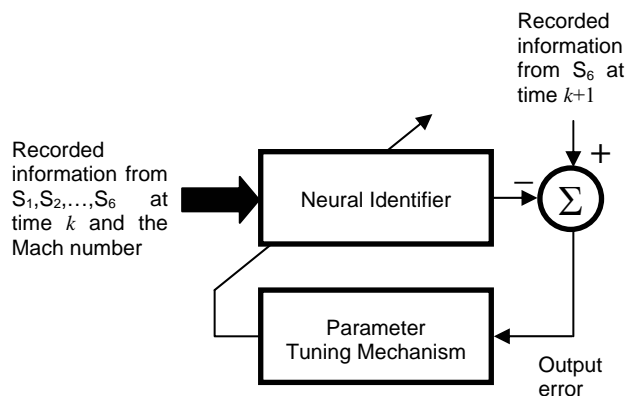 Recorded
information
from S₆ at
time k+1
Recorded
information from
S₁,S₂,…,S₆ at
time k and the
Mach number
Neural Identifier
−
+
Σ
Parameter
Tuning Mechanism
Output
error